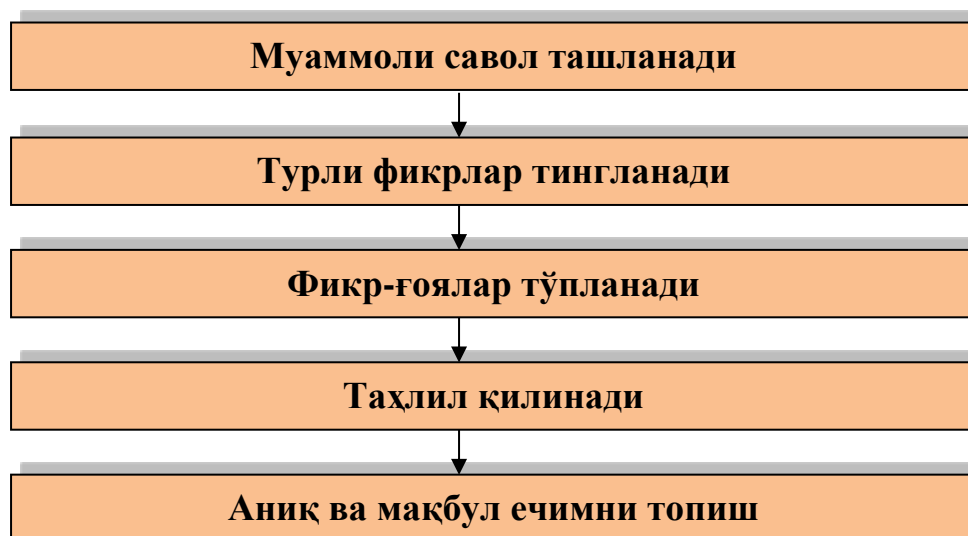 Муаммоли савол ташланади
Турли фикрлар тингланади
Фикр-ғоялар тўпланади
Таҳлил қилинади
Аниқ ва мақбул ечимни топиш